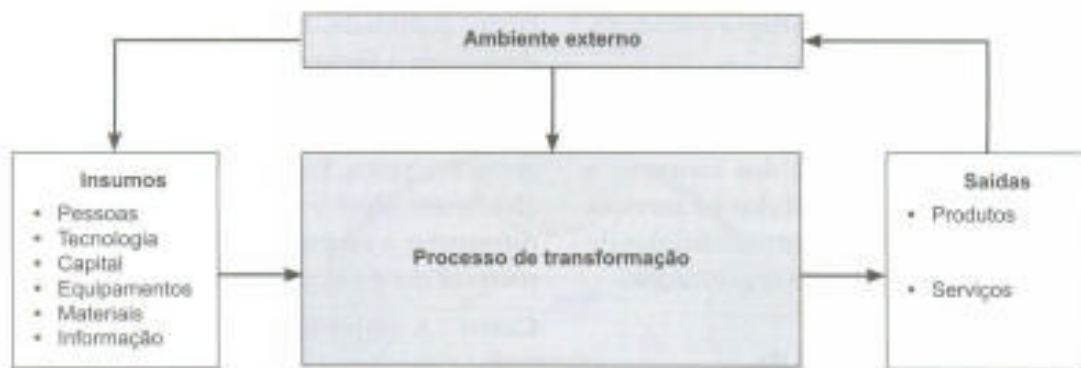 Ambiente externo
Insumos
• Pessoas
• Tecnologia
• Capital
• Equipamentos
• Materiais
• Informação
Processo de transformação
Saídas
• Produtos
• Serviços